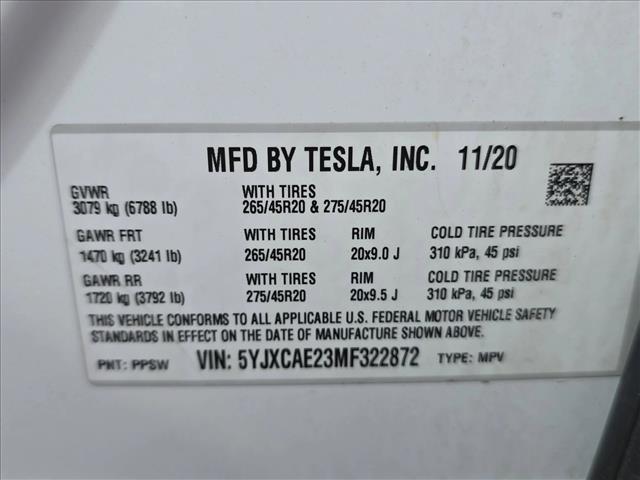 MFD BY TESLA, INC. 11/20
GVWR WITH TIRES
3079 kg (6788 lb) 265/45R20 & 275/45R20
GAWR FRT WITH TIRES RIM COLD TIRE PRESSURE
1470 kg (3241 lb) 265/45R20 20x9.0 J 310 kPa, 45 psi
GAWR RR WITH TIRES RIM COLD TIRE PRESSURE
1720 kg (3792 lb) 275/45R20 20x9.5 J 310 kPa, 45 psi
THIS VEHICLE CONFORMS TO ALL APPLICABLE U.S. FEDERAL MOTOR VEHICLE SAFETY
STANDARDS IN EFFECT ON THE DATE OF MANUFACTURE SHOWN ABOVE.
PNT: PPSW VIN: 5YJXCAE23MF322872 TYPE: MPV